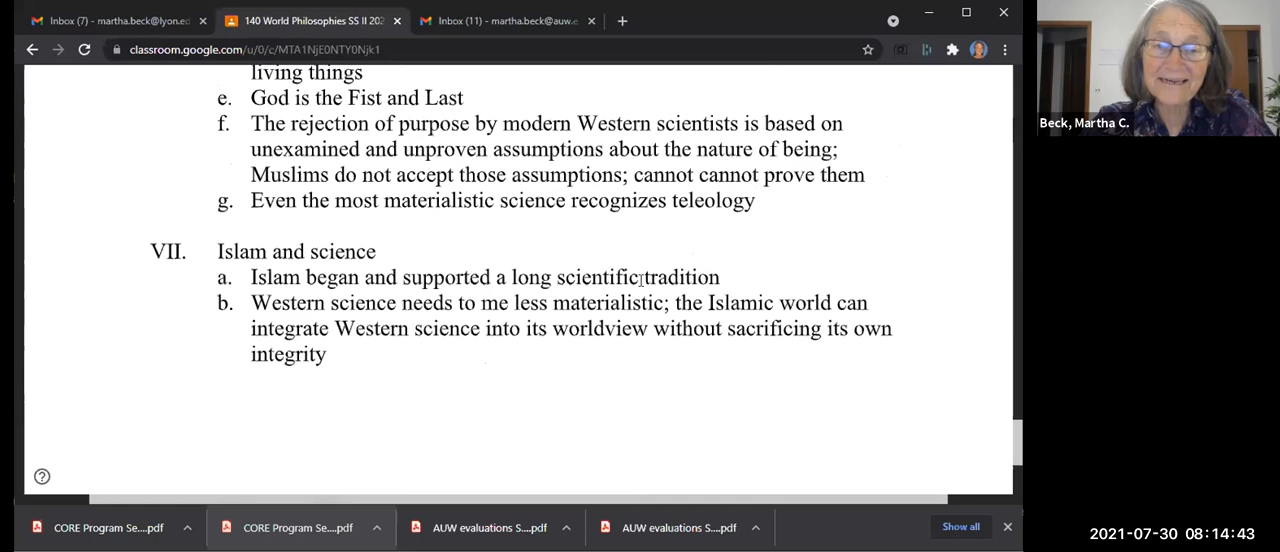 Inbox (7) - martha.beck@lyon.ed
140 World Philosophies SS II 202
Inbox (11) - martha.beck@auw.e
classroom.google.com/u/0/c/MTA1NjE0NTY0Njk1
living things
e. God is the Fist and Last
f. The rejection of purpose by modern Western scientists is based on
unexamined and unproven assumptions about the nature of being;
Muslims do not accept those assumptions; cannot cannot prove them
g. Even the most materialistic science recognizes teleology
VII. Islam and science
a. Islam began and supported a long scientific tradition
b. Western science needs to me less materialistic; the Islamic world can
integrate Western science into its worldview without sacrificing its own
integrity
Beck, Martha C.
CORE Program Se....pdf
CORE Program Se....pdf
AUW evaluations S....pdf
AUW evaluations S....pdf
Show all
2021-07-30 08:14:43